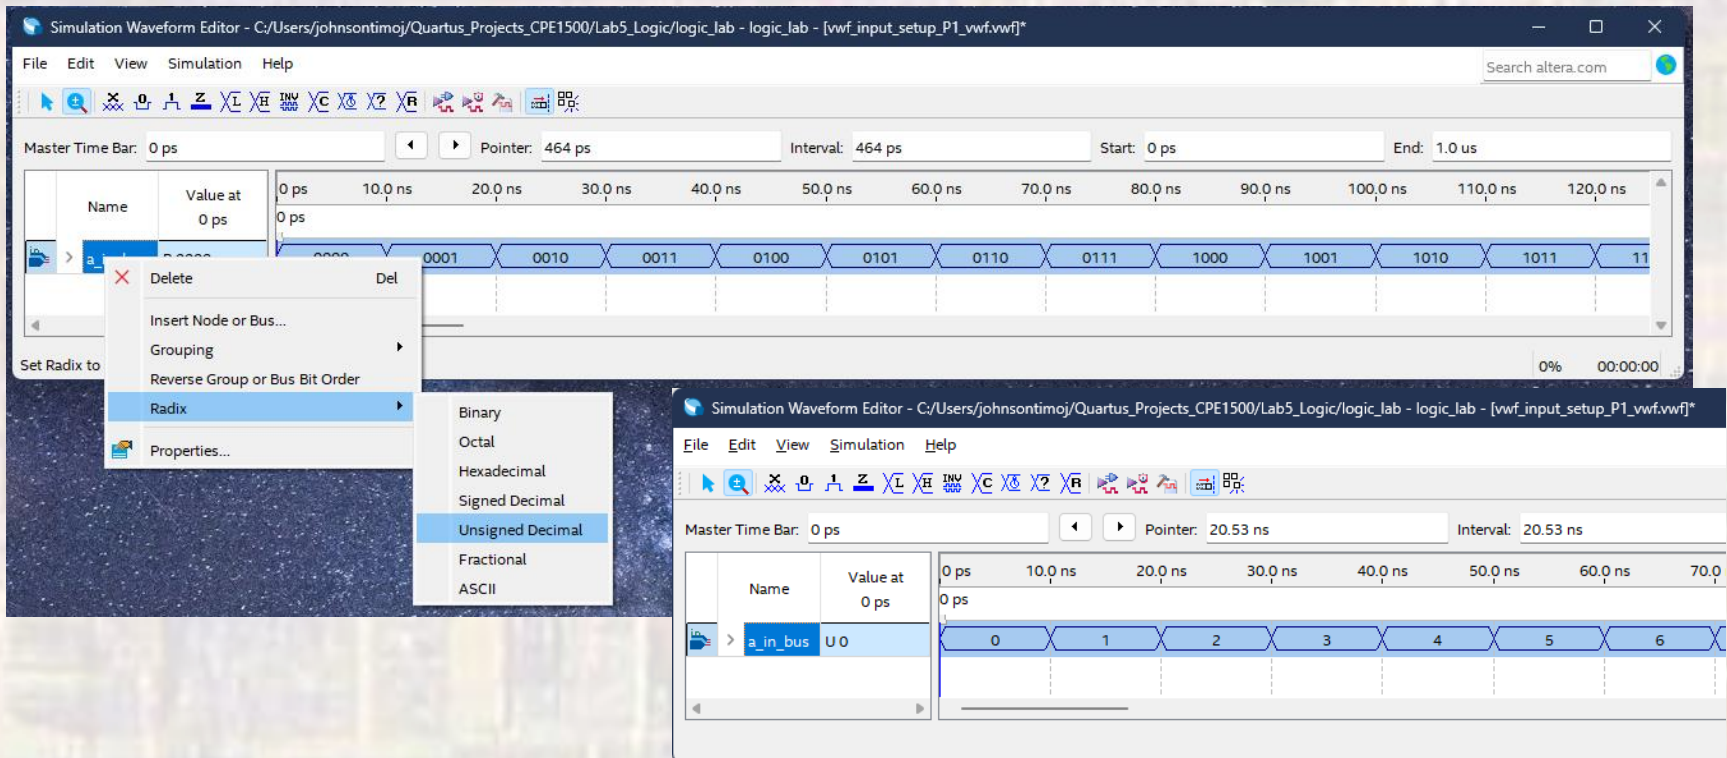 Simulation Waveform Editor - C:/Users/johnsontimoj/Quartus_Projects_CPE1500/Lab5_Logic/logic_lab - logic_lab - [vwf_input_setup_P1_vwf.vwf]*
File Edit View Simulation Help
Search altera.com
Master Time Bar: 0 ps Pointer: 464 ps Interval: 464 ps Start: 0 ps End: 1.0 us
Name Value at 0 ps
0 ps 10.0 ns 20.0 ns 30.0 ns 40.0 ns 50.0 ns 60.0 ns 70.0 ns 80.0 ns 90.0 ns 100.0 ns 110.0 ns 120.0 ns
0 ps
0001 0010 0011 0100 0101 0110 0111 1000 1001 1010 1011 11
Delete Del
Insert Node or Bus...
Grouping
Reverse Group or Bus Bit Order
Radix
Properties...
Set Radix to
0% 00:00:00
Binary
Octal
Hexadecimal
Signed Decimal
Unsigned Decimal
Fractional
ASCII
Simulation Waveform Editor - C:/Users/johnsontimoj/Quartus_Projects_CPE1500/Lab5_Logic/logic_lab - logic_lab - [vwf_input_setup_P1_vwf.vwf]*
File Edit View Simulation Help
Master Time Bar: 0 ps Pointer: 20.53 ns Interval: 20.53 ns
Name Value at 0 ps
0 ps 10.0 ns 20.0 ns 30.0 ns 40.0 ns 50.0 ns 60.0 ns 70.0
0 ps
a_in_bus U 0 0 1 2 3 4 5 6